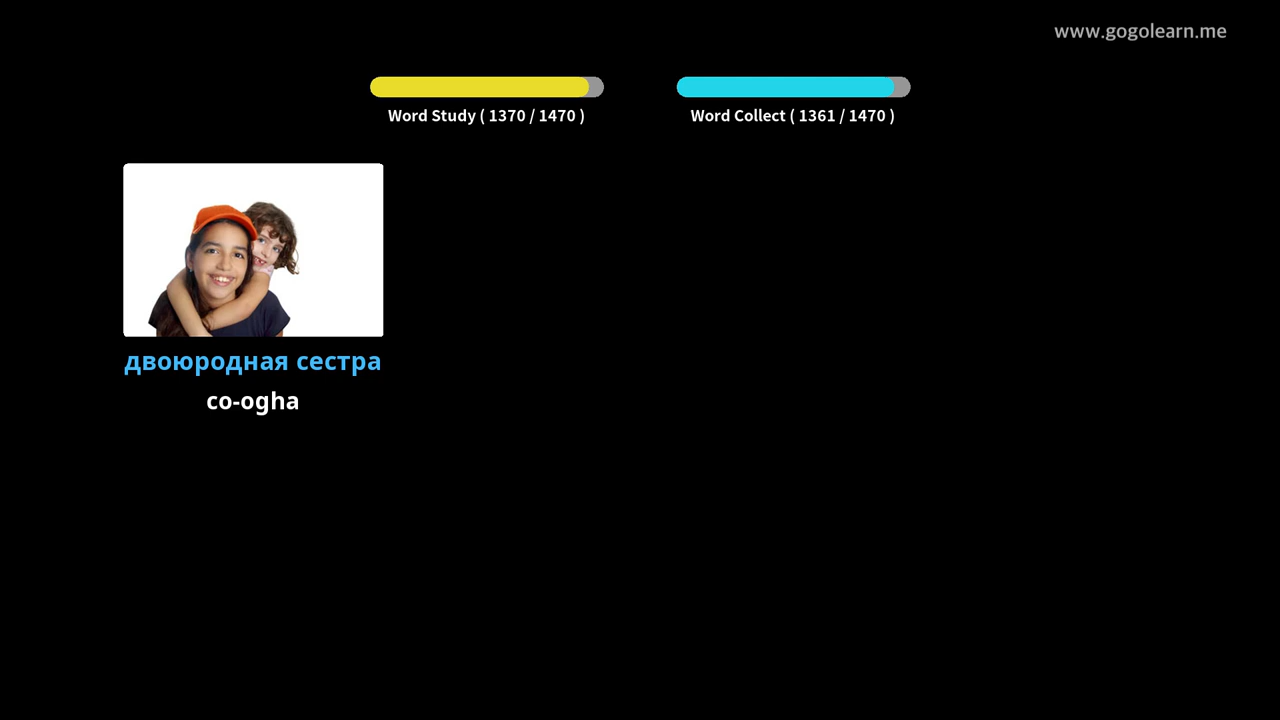 www.gogolearn.me
Word Study ( 1370 / 1470 )
Word Collect ( 1361 / 1470 )
двоюродная сестра
co-ogha